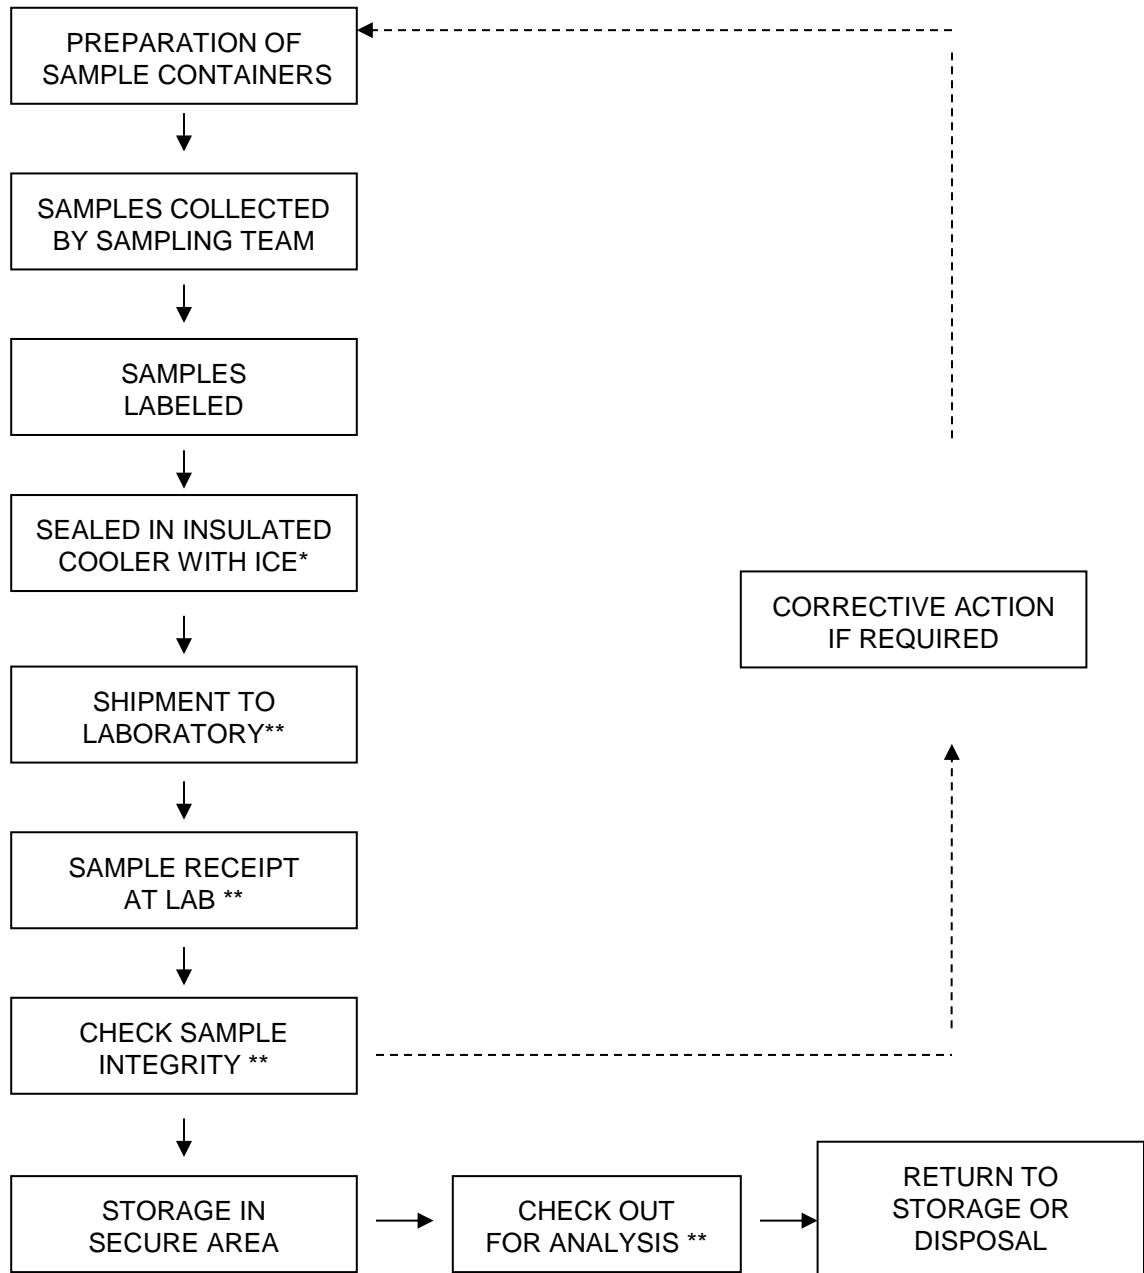 PREPARATION OF
SAMPLE CONTAINERS
SAMPLES COLLECTED
BY SAMPLING TEAM
SAMPLES
LABELED
SEALED IN INSULATED
COOLER WITH ICE*
CORRECTIVE ACTION
IF REQUIRED
SHIPMENT TO
LABORATORY**
SAMPLE RECEIPT
AT LAB **
CHECK SAMPLE
INTEGRITY **
STORAGE IN
SECURE AREA
CHECK OUT
FOR ANALYSIS **
RETURN TO
STORAGE OR
DISPOSAL